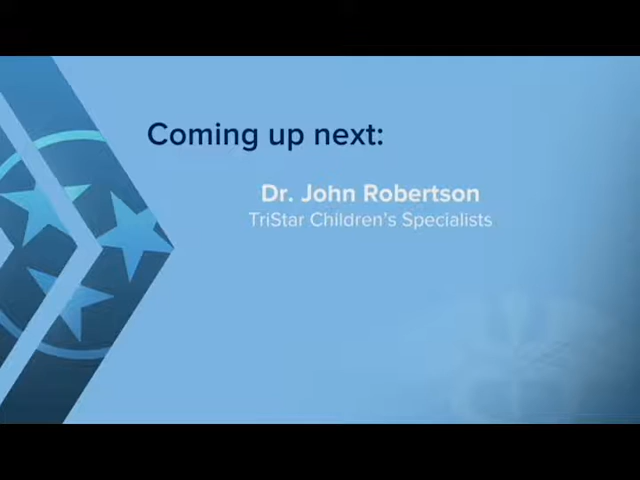 Coming up next:
Dr. John Robertson
TriStar Children's Specialists